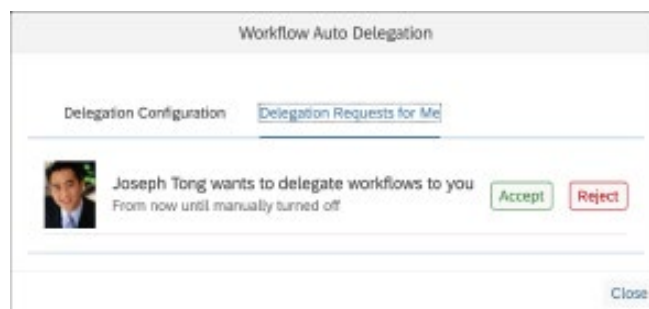 Workflow Auto Delegation
Delegation Configuration Delegation Requests for Me
Joseph Tong wants to delegate workflows to you
From now until manually turned off
Accept Reject
Close